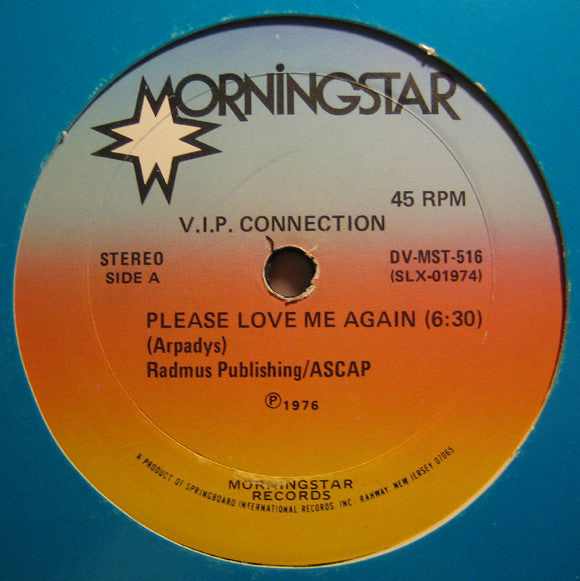 MORNiNGSTAR
45 RPM
V.I.P. CONNECTION
STEREO
SIDE A
DV-MST-516
(SLX-01974)
PLEASE LOVE ME AGAIN (6:30)
(Arpadys)
Radmus Publishing/ASCAP
℗1976
MORNINGSTAR
RECORDS
A PRODUCT OF SPRINGBOARD INTERNATIONAL RECORDS, INC. RAHWAY, NEW JERSEY 07065